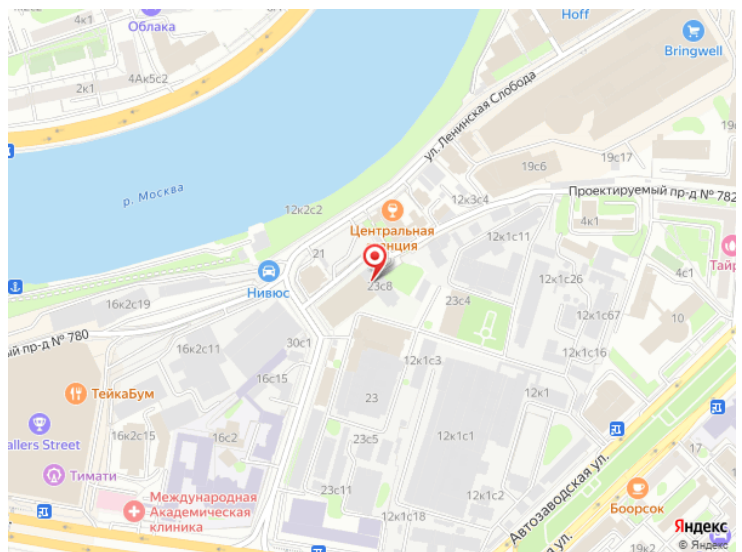 Облака
4к1
4Ак5с2
2к1
Hoff
Bringwell
ул. Ленинская Слобода
19с6
19с17
р. Москва
Проектируемый пр-д № 782
12к2с2
12к3с4
4к1
Центральная
21
12к1с11
Тайр
Нивюс
23с8
12к1с26
4с1
16к2с19
23с4
12к1с67
10
ый пр-д № 780
30с1
16к2с11
12к1с3
12к1с16
16с15
ТейкаБум
23
12к1
allers Street
16к2с15
16с2
23с5
12к1с1
Тимати
17
23с11
12к1с2
Международная
Академическая
клиника
12к1с18
Автозаводская ул.
Боорсок
Яндекс
19к2
© Яндекс